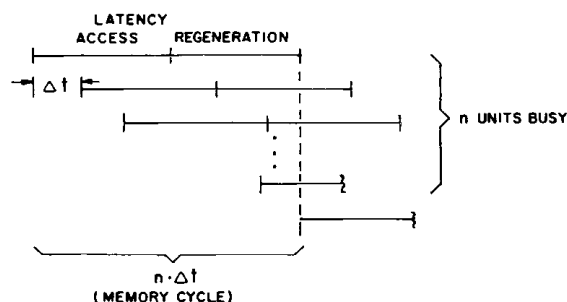 LATENCY
ACCESS REGENERATION
Δt
n UNITS BUSY
n·Δt
(MEMORY CYCLE)